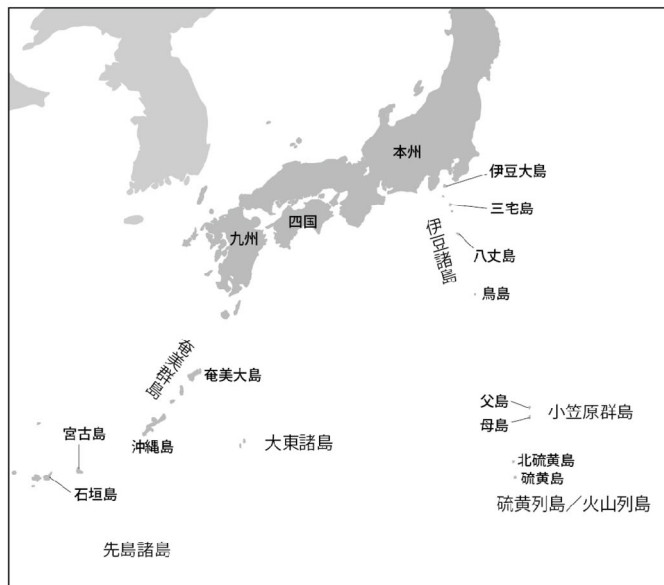 本州
伊豆大島
三宅島
四国
九州
伊豆諸島
八丈島
鳥島
奄美群島
奄美大島
父島
小笠原群島
母島
宮古島
沖縄島
大東諸島
北硫黄島
硫黄島
石垣島
硫黄列島/火山列島
先島諸島